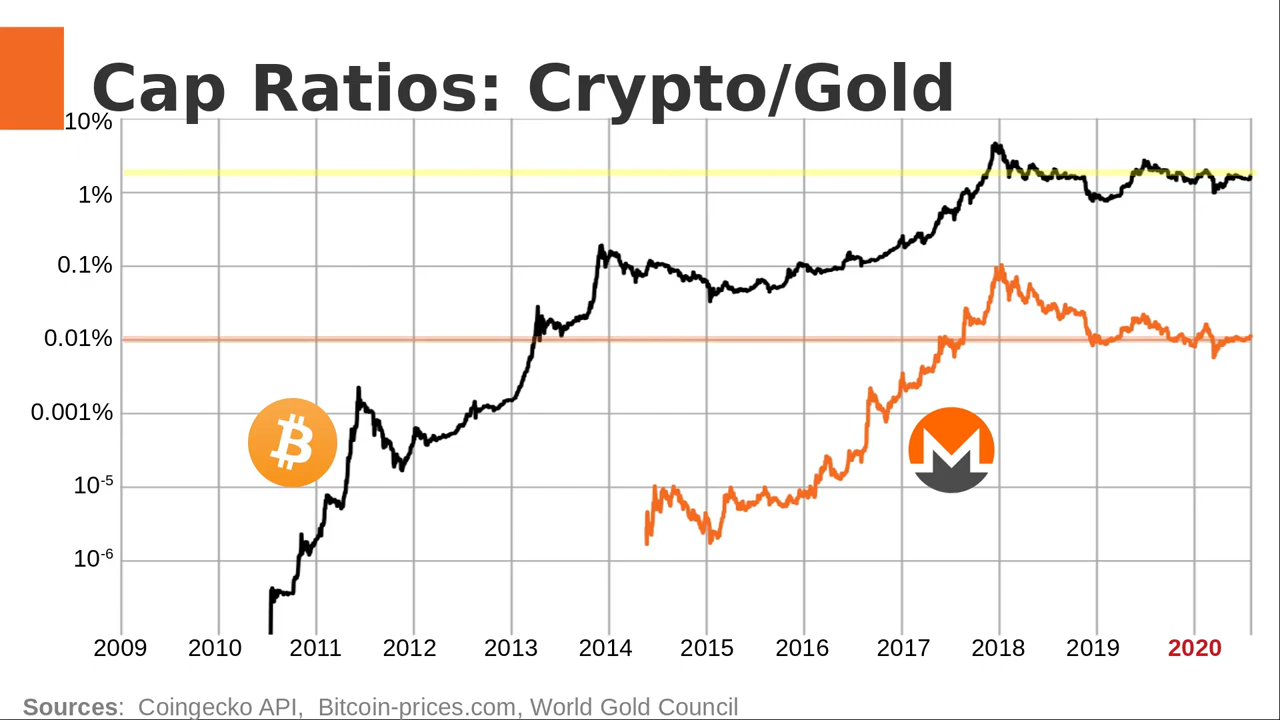 Cap Ratios: Crypto/Gold
10%
1%
0.1%
0.01%
0.001%
10⁻⁵
10⁻⁶
2009 2010 2011 2012 2013 2014 2015 2016 2017 2018 2019 2020
Sources: Coingecko API, Bitcoin-prices.com, World Gold Council